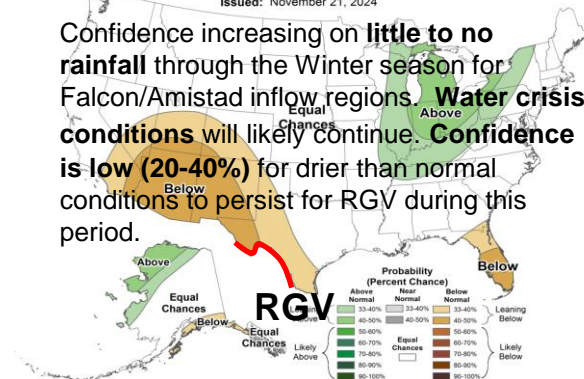 Issued: November 21, 2024
Confidence increasing on little to no
rainfall through the Winter season for
Falcon/Amistad inflow regions. Water crisis
conditions will likely continue. Confidence
is low (20-40%) for drier than normal
conditions to persist for RGV during this
period.
Equal
Chances
Above
Below
Above
Equal
Chances
Below
Equal
Chances
Below
RGV
Probability
(Percent Chance)
Above
Normal
Near
Normal
Below
Normal
Leaning
Above
33-40%
33-40%
33-40%
Leaning
Below
40-50%
40-50%
40-50%
Likely
Above
50-60%
60-70%
70-80%
80-90%
90-100%
Equal
Chances
50-60%
60-70%
70-80%
80-90%
90-100%
Likely
Below